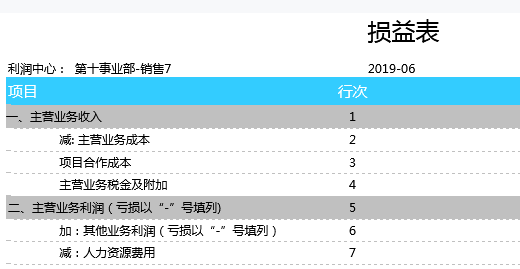 损益表
利润中心： 第十事业部-销售7 2019-06
项目 行次
一、主营业务收入 1
减: 主营业务成本 2
项目合作成本 3
主营业务税金及附加 4
二、主营业务利润（亏损以“-”号填列) 5
加：其他业务利润（亏损以“-”号填列） 6
减：人力资源费用 7